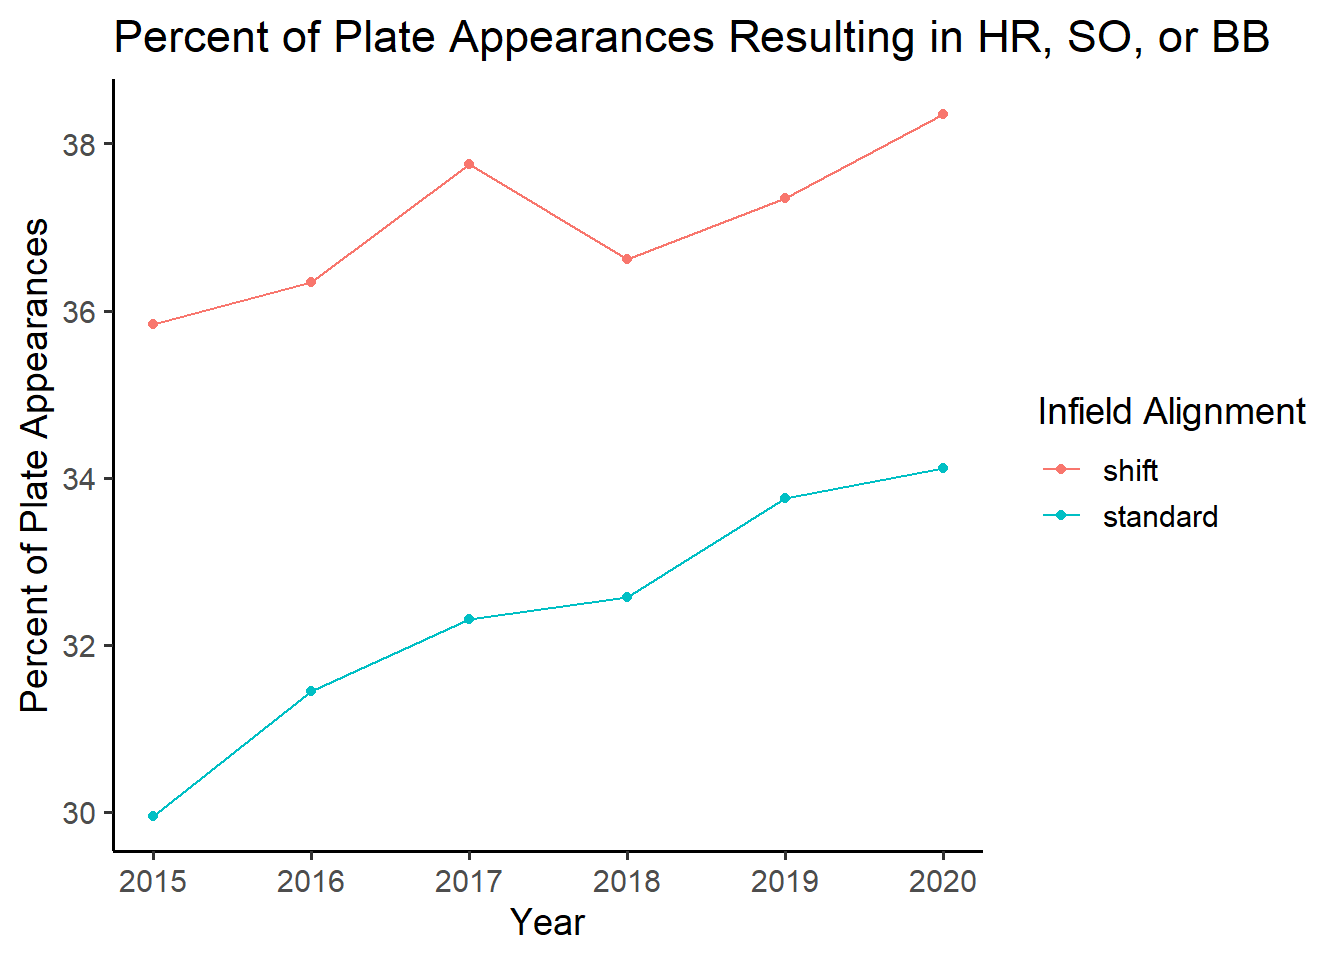 Percent of Plate Appearances Resulting in HR, SO, or BB
Percent of Plate Appearances
38
36
34
32
30
2015 2016 2017 2018 2019 2020
Year
Infield Alignment
shift
standard